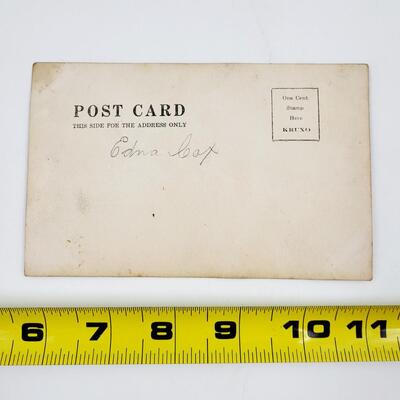 POST CARD
THIS SIDE FOR THE ADDRESS ONLY
One Cent
Stamp
Here
KRUXO
Edna Cox
6 7 8 9 10 11